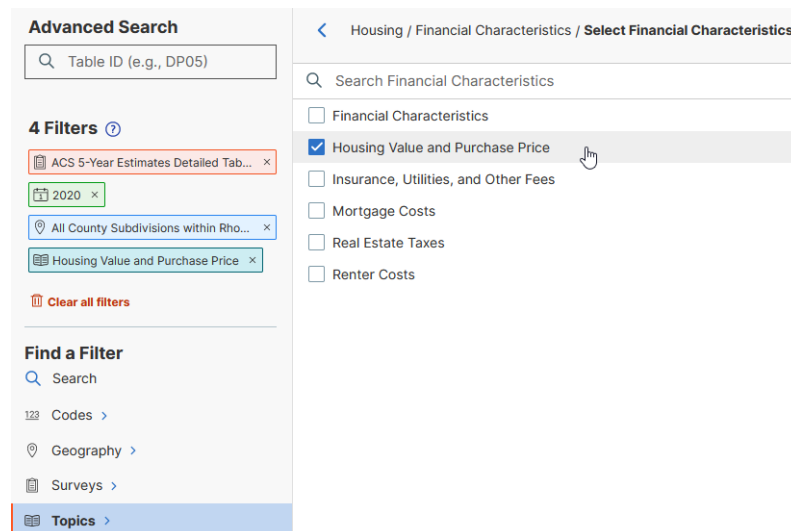 Advanced Search
Table ID (e.g., DP05)
4 Filters ?
ACS 5-Year Estimates Detailed Tab... ×
1 2020 ×
All County Subdivisions within Rho... ×
Housing Value and Purchase Price ×
Clear all filters
Find a Filter
Search
123 Codes >
Geography >
Surveys >
Topics >
Housing / Financial Characteristics / Select Financial Characteristics
Search Financial Characteristics
Financial Characteristics
Housing Value and Purchase Price
Insurance, Utilities, and Other Fees
Mortgage Costs
Real Estate Taxes
Renter Costs